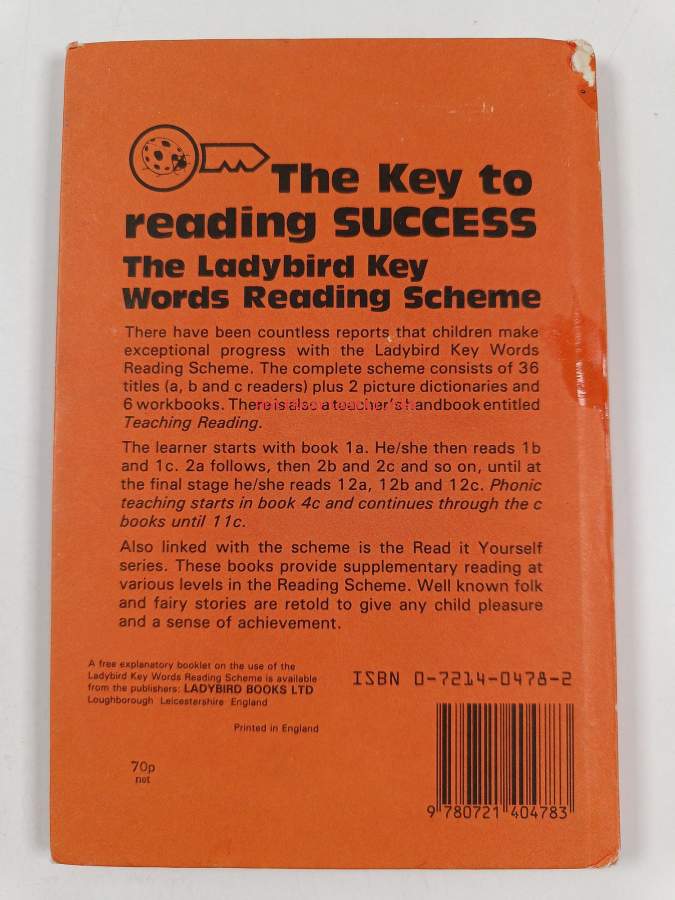 The Key to
reading SUCCESS
The Ladybird Key
Words Reading Scheme
There have been countless reports that children make
exceptional progress with the Ladybird Key Words
Reading Scheme. The complete scheme consists of 36
titles (a, b and c readers) plus 2 picture dictionaries and
6 workbooks. There is also a teacher's handbook entitled
Teaching Reading.
The learner starts with book 1a. He/she then reads 1b
and 1c. 2a follows, then 2b and 2c and so on, until at
the final stage he/she reads 12a, 12b and 12c. Phonic
teaching starts in book 4c and continues through the c
books until 11c.
Also linked with the scheme is the Read it Yourself
series. These books provide supplementary reading at
various levels in the Reading Scheme. Well known folk
and fairy stories are retold to give any child pleasure
and a sense of achievement.
A free explanatory booklet on the use of the
Ladybird Key Words Reading Scheme is available
from the publishers: LADYBIRD BOOKS LTD
Loughborough Leicestershire England
Printed in England
70p
net
ISBN 0-7214-0478-2
9 780721 404783